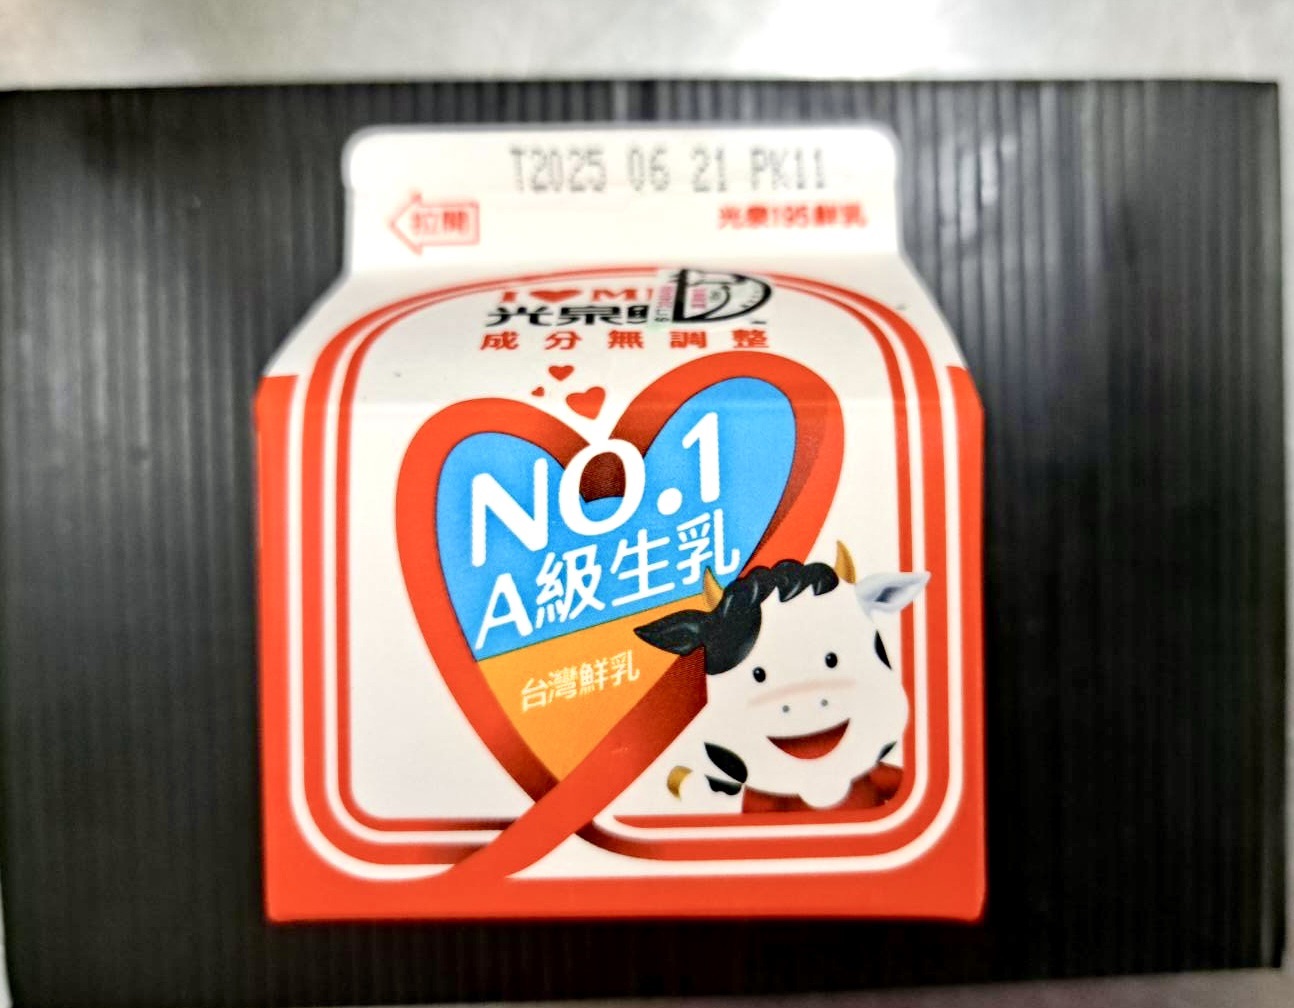 T2025 06 21 PK11
拉開
光泉195鮮乳
I ❤ M
光泉
成分無調整
NO.1
A級生乳
台灣鮮乳